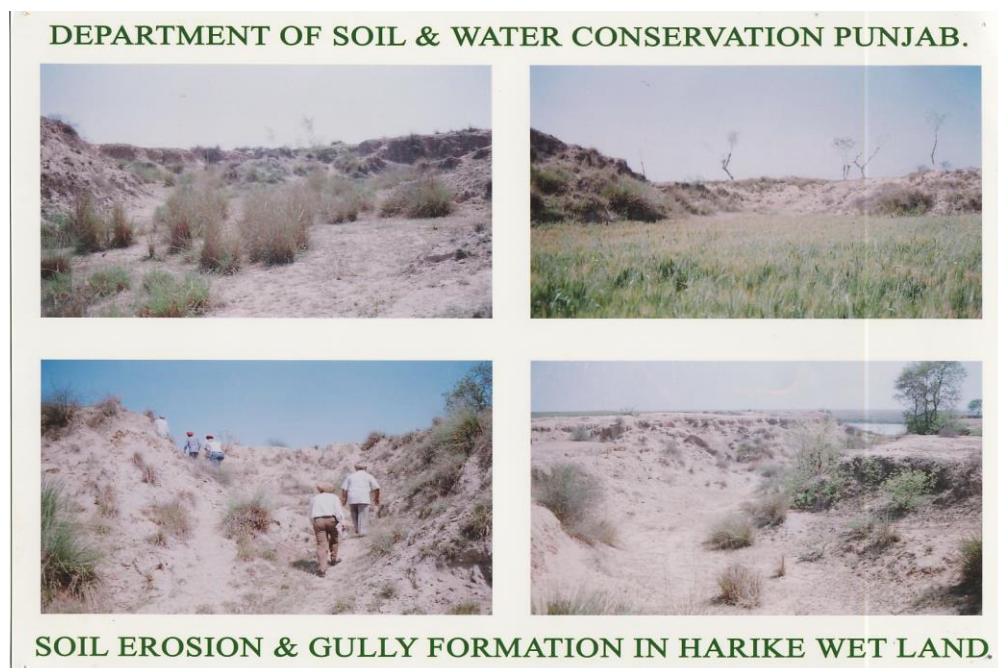 DEPARTMENT OF SOIL & WATER CONSERVATION PUNJAB.
SOIL EROSION & GULLY FORMATION IN HARIKE WET LAND.